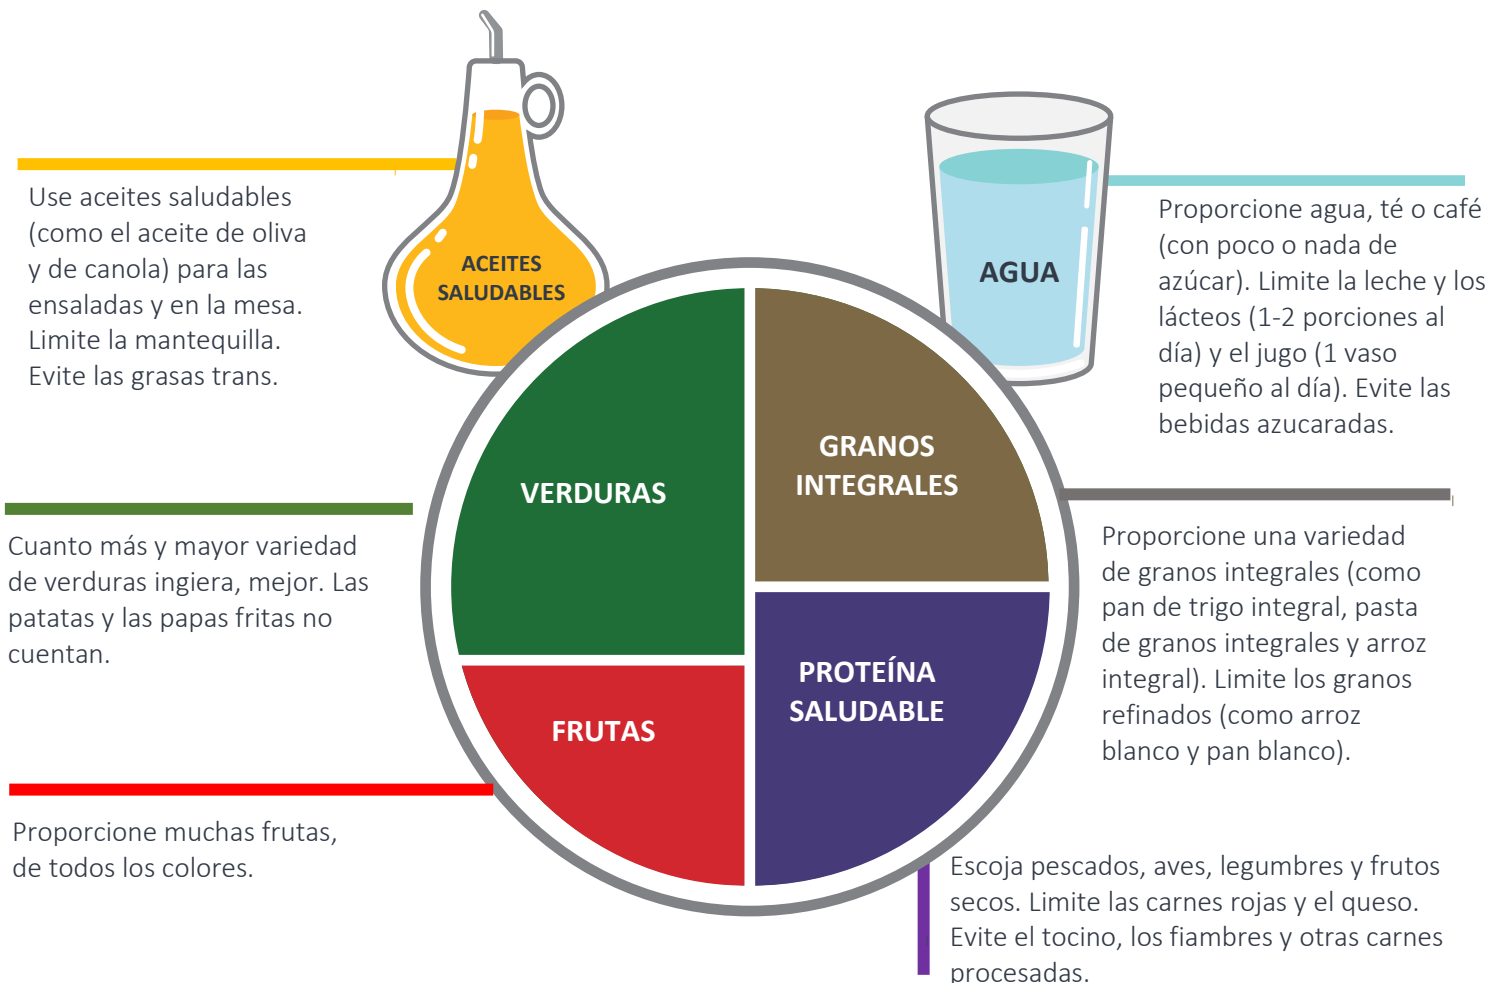 Use aceites saludables
(como el aceite de oliva
y de canola) para las
ensaladas y en la mesa.
Limite la mantequilla.
Evite las grasas trans.
ACEITES
SALUDABLES
AGUA
Proporcione agua, té o café
(con poco o nada de
azúcar). Limite la leche y los
lácteos (1-2 porciones al
día) y el jugo (1 vaso
pequeño al día). Evite las
bebidas azucaradas.
VERDURAS
GRANOS
INTEGRALES
Cuanto más y mayor variedad
de verduras ingiera, mejor. Las
patatas y las papas fritas no
cuentan.
Proporcione una variedad
de granos integrales (como
pan de trigo integral, pasta
de granos integrales y arroz
integral). Limite los granos
refinados (como arroz
blanco y pan blanco).
FRUTAS
PROTEÍNA
SALUDABLE
Proporcione muchas frutas,
de todos los colores.
Escoja pescados, aves, legumbres y frutos
secos. Limite las carnes rojas y el queso.
Evite el tocino, los fiambres y otras carnes
procesadas.